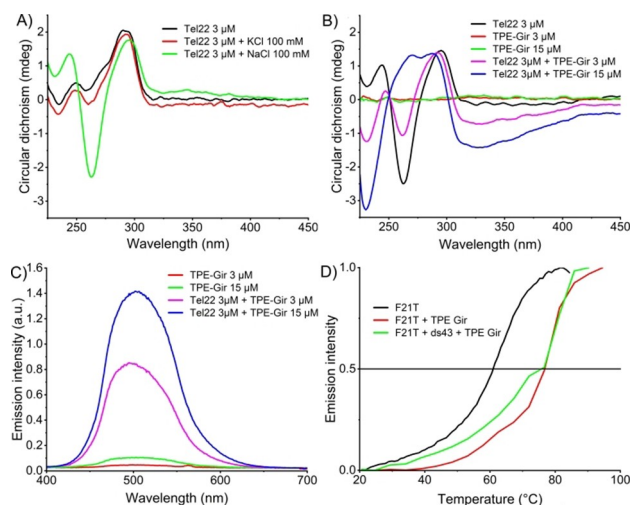 A)
Tel22 3 µM
Tel22 3 µM + KCl 100 mM
Tel22 3 µM + NaCl 100 mM
Circular dichroism (mdeg)
2
1
0
-1
-2
-3
250 300 350 400 450
Wavelength (nm)
B)
Tel22 3 µM
TPE-Gir 3 µM
TPE-Gir 15 µM
Tel22 3µM + TPE-Gir 3 µM
Tel22 3µM + TPE-Gir 15 µM
Circular dichroism (mdeg)
2
1
0
-1
-2
-3
250 300 350 400 450
Wavelength (nm)
C)
TPE-Gir 3 µM
TPE-Gir 15 µM
Tel22 3µM + TPE-Gir 3 µM
Tel22 3µM + TPE-Gir 15 µM
Emission intensity (a.u.)
1.6
1.4
1.2
1.0
0.8
0.6
0.4
0.2
0.0
400 500 600 700
Wavelength (nm)
D)
F21T
F21T + TPE Gir
F21T + ds43 + TPE Gir
Emission intensity
1.0
0.5
0.0
20 40 60 80 100
Temperature (°C)